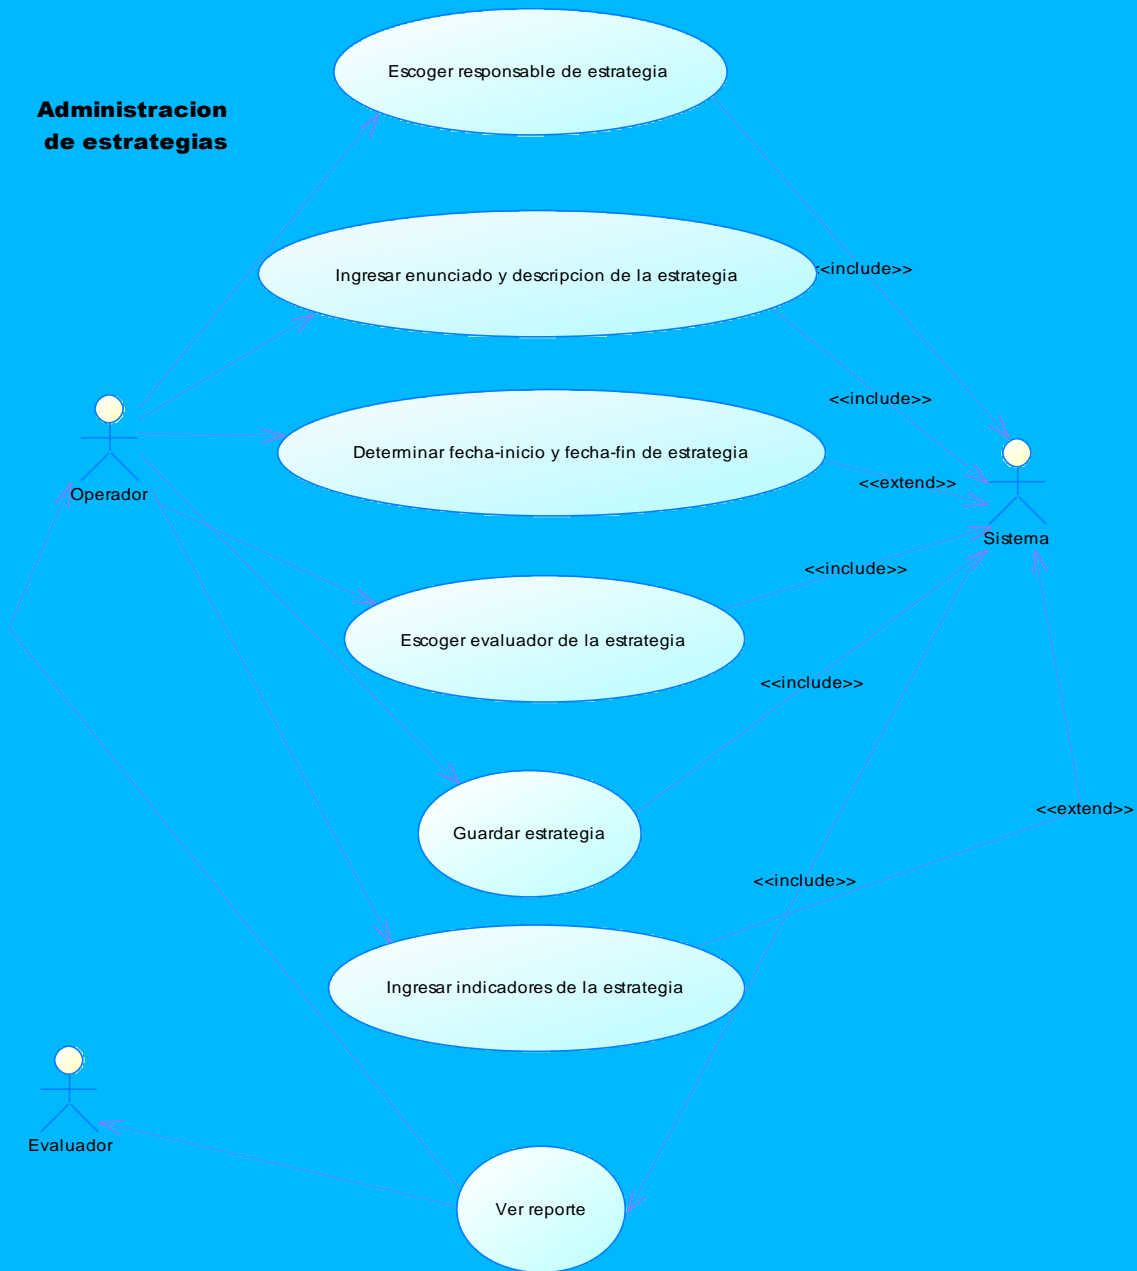 Escoger responsable de estrategia
Administracion
de estrategias
<<include>>
Ingresar enunciado y descripcion de la estrategia
<<include>>
Determinar fecha-inicio y fecha-fin de estrategia
<<extend>>
Operador
Sistema
<<include>>
Escoger evaluador de la estrategia
<<include>>
<<extend>>
Guardar estrategia
<<include>>
Ingresar indicadores de la estrategia
Evaluador
Ver reporte